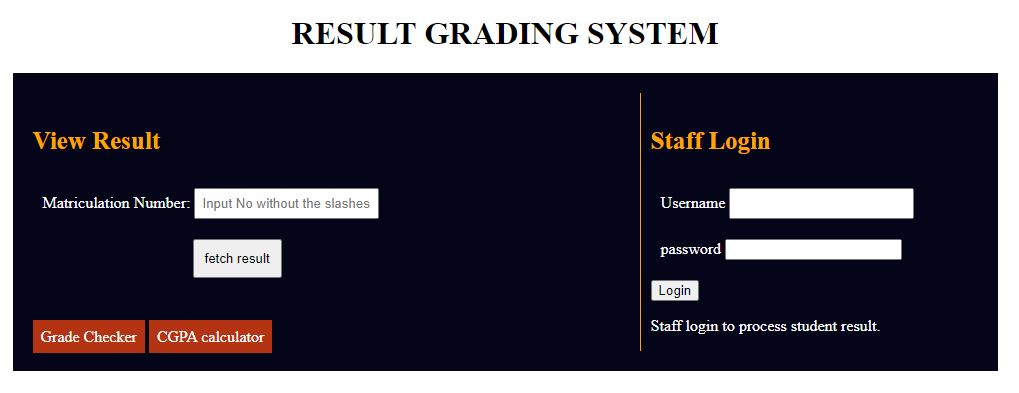 RESULT GRADING SYSTEM
View Result
Matriculation Number: Input No without the slashes
fetch result
Grade Checker CGPA calculator
Staff Login
Username
password
Login
Staff login to process student result.